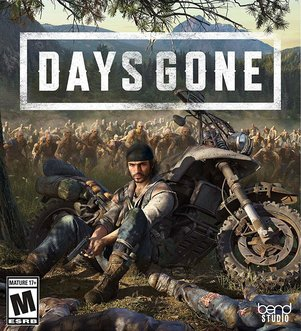 DAYS GONE
MATURE 17+
M
ESRB
bend
STUDIO